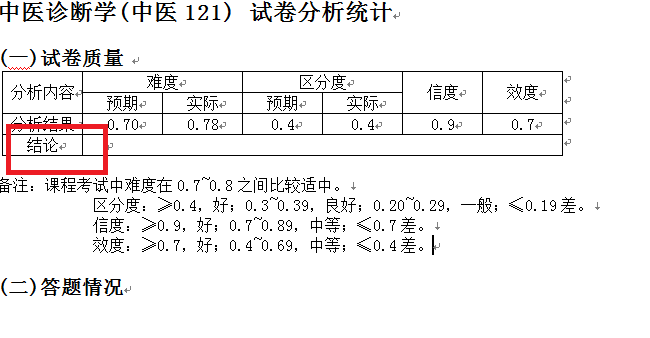 中医诊断学(中医121) 试卷分析统计
(一)试卷质量
分析内容 难度 区分度 信度 效度
预期 实际 预期 实际
分析结果 0.70 0.78 0.4 0.4 0.9 0.7
结论
备注：课程考试中难度在0.7~0.8之间比较适中。
区分度：≥0.4，好；0.3~0.39，良好；0.20~0.29，一般；≤0.19差。
信度：≥0.9，好；0.7~0.89，中等；≤0.7差。
效度：≥0.7，好；0.4~0.69，中等；≤0.4差。
(二)答题情况